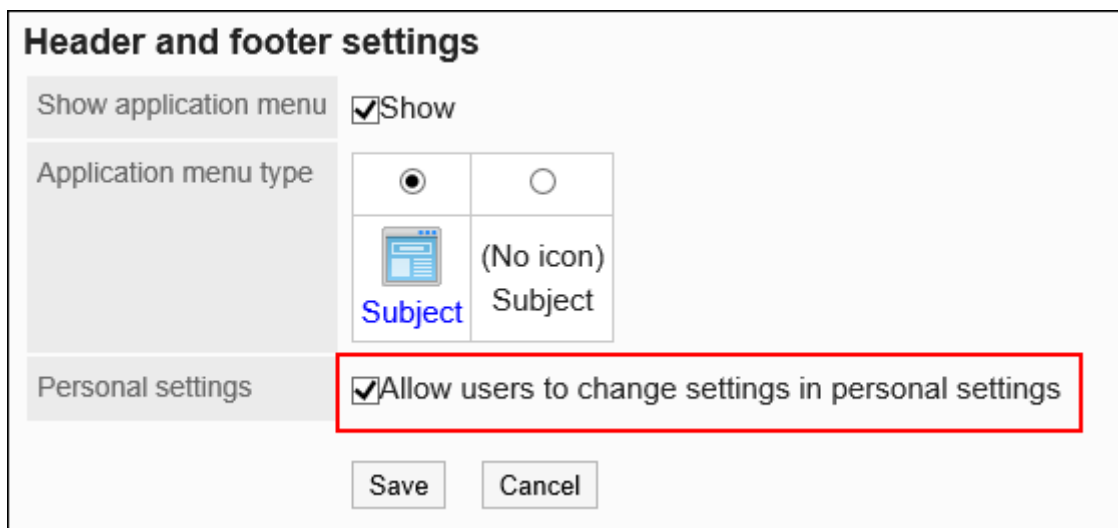 Header and footer settings
Show application menu
Show
Application menu type
Subject
(No icon)
Subject
Personal settings
Allow users to change settings in personal settings
Save
Cancel